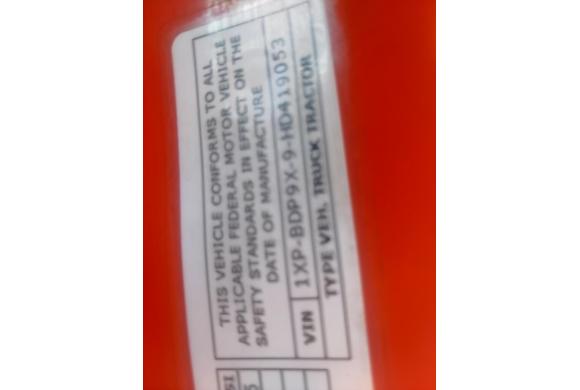 THIS VEHICLE CONFORMS TO ALL
APPLICABLE FEDERAL MOTOR VEHICLE
SAFETY STANDARDS IN EFFECT ON THE
DATE OF MANUFACTURE
VIN 1XP-BDP9X-9-HD419053
TYPE VEH. TRUCK TRACTOR
SI